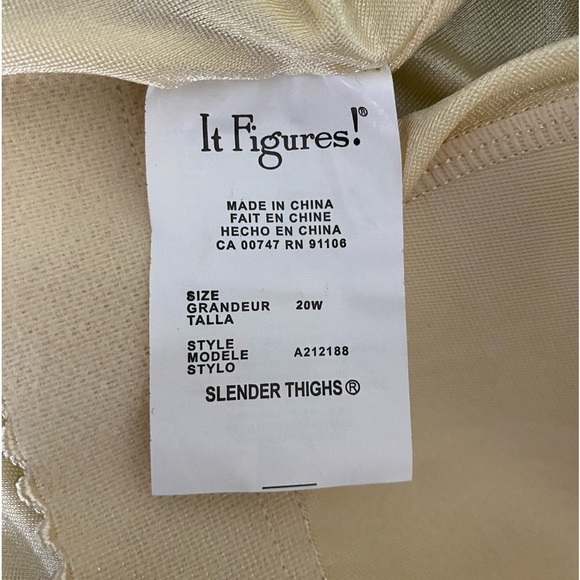 It Figures!®
MADE IN CHINA
FAIT EN CHINE
HECHO EN CHINA
CA 00747 RN 91106
SIZE
GRANDEUR 20W
TALLA
STYLE
MODELE A212188
STYLO
SLENDER THIGHS®